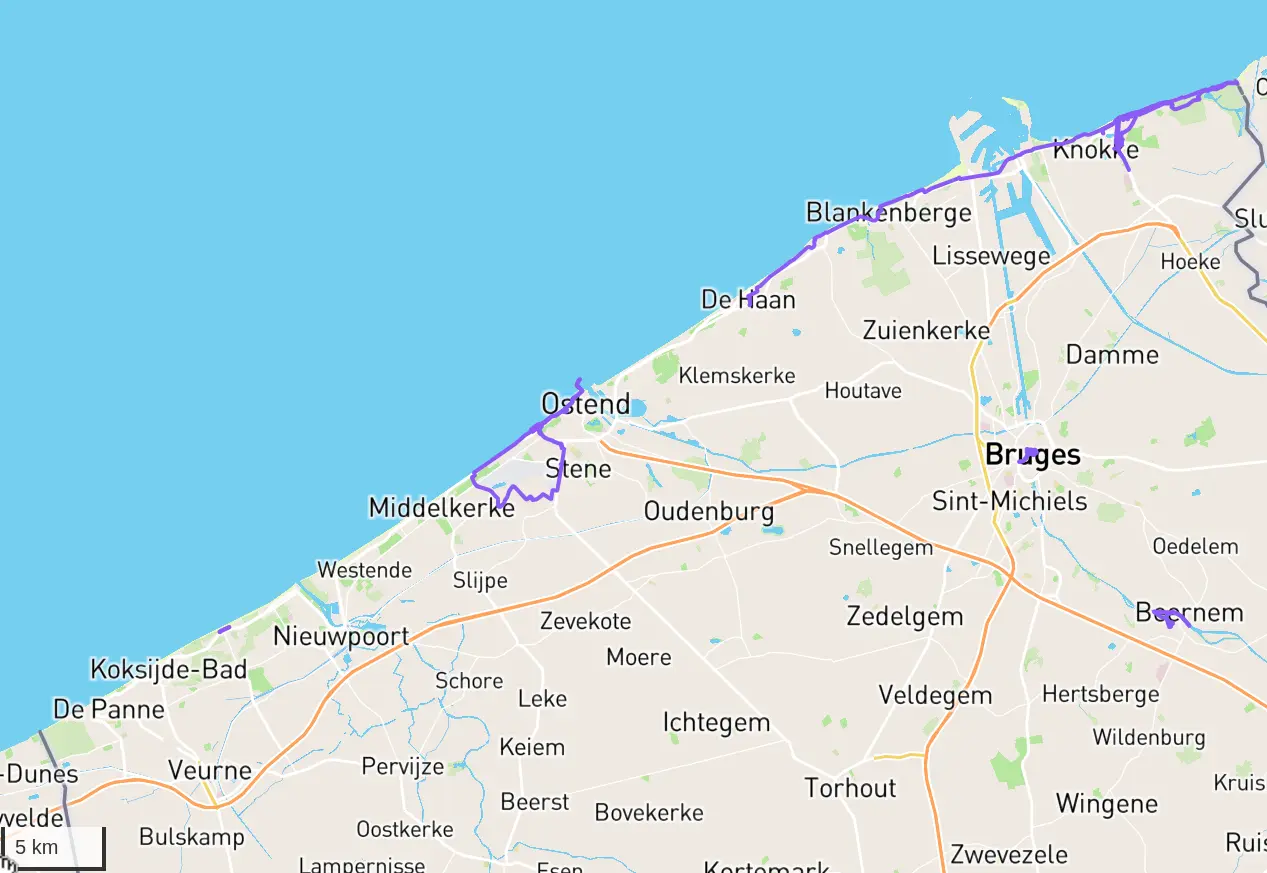 Knokke
Blankenberge
Slu
Lissewege
Hoeke
De Haan
Zuienkerke
Damme
Klemskerke
Houtave
Ostend
Bruges
Stene
Sint-Michiels
Middelkerke
Oudenburg
Snellegem
Oedelem
Westende
Slijpe
Beernem
Zedelgem
Zevekote
Nieuwpoort
Moere
Koksijde-Bad
Schore
Leke
Veldegem
Hertsberge
De Panne
Ichtegem
Wildenburg
Keiem
Pervijze
-Dunes
Veurne
Torhout
Kruis
Beerst
Wingene
Bovekerke
Oostkerke
Bulskamp
Ruis
5 km
Zwevezele
Lampernisse
Esen
Kortemark